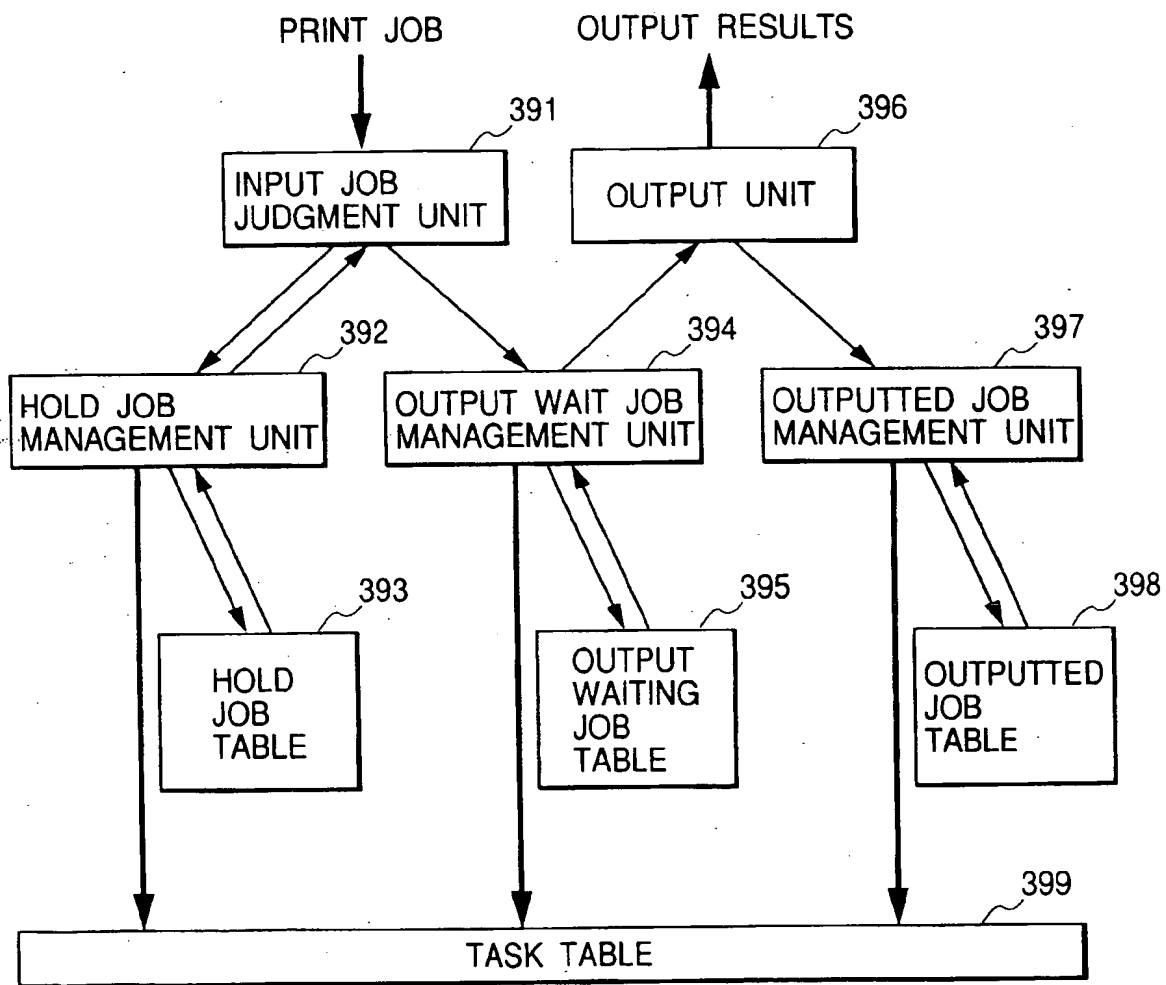 PRINT JOB
OUTPUT RESULTS
391
396
INPUT JOB
JUDGMENT UNIT
OUTPUT UNIT
392
394
397
HOLD JOB
MANAGEMENT UNIT
OUTPUT WAIT JOB
MANAGEMENT UNIT
OUTPUTTED JOB
MANAGEMENT UNIT
393
395
398
HOLD
JOB
TABLE
OUTPUT
WAITING
JOB
TABLE
OUTPUTTED
JOB
TABLE
399
TASK TABLE